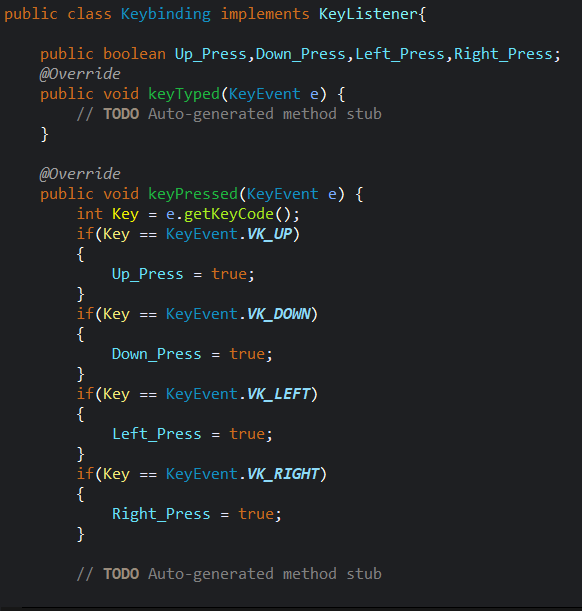 public class Keybinding implements KeyListener{
public boolean Up_Press,Down_Press,Left_Press,Right_Press;
@Override
public void keyTyped(KeyEvent e) {
// TODO Auto-generated method stub
}
@Override
public void keyPressed(KeyEvent e) {
int Key = e.getKeyCode();
if(Key == KeyEvent.VK_UP)
{
Up_Press = true;
}
if(Key == KeyEvent.VK_DOWN)
{
Down_Press = true;
}
if(Key == KeyEvent.VK_LEFT)
{
Left_Press = true;
}
if(Key == KeyEvent.VK_RIGHT)
{
Right_Press = true;
}
// TODO Auto-generated method stub